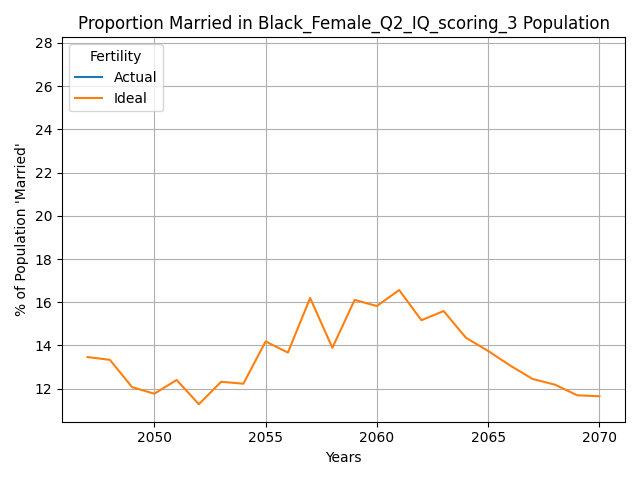 Proportion Married in Black_Female_Q2_IQ_scoring_3 Population
28
26
24
22
20
18
16
14
12
% of Population 'Married'
Fertility
Actual
Ideal
2050 2055 2060 2065 2070
Years